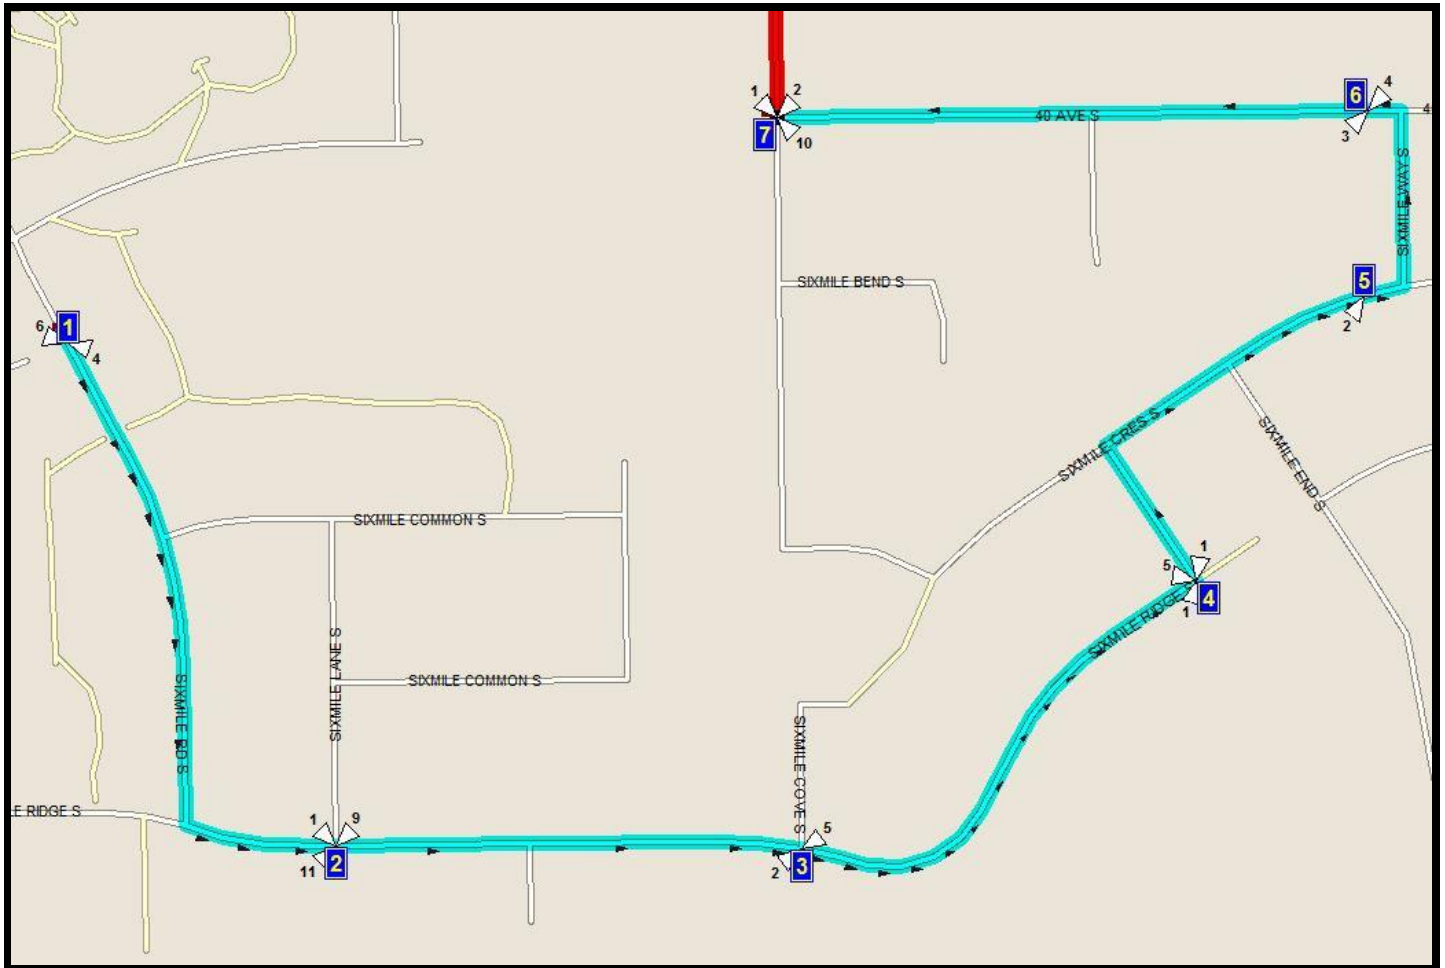 1
2
7
10
40 AVE S
6
4
3
4
SIXMILE WAY S
5
2
SIXMILE BEND S
6
1
4
SIXMILE CRES S
SIXMILE END S
SIXMILE COMMON S
1
5
4
1
SIXMILE RIDGE S
SIXMILE LANE S
SIXMILE COMMON S
SIXMILE RD S
SIXMILE COVE S
E RIDGE S
1
9
2
11
5
3
2